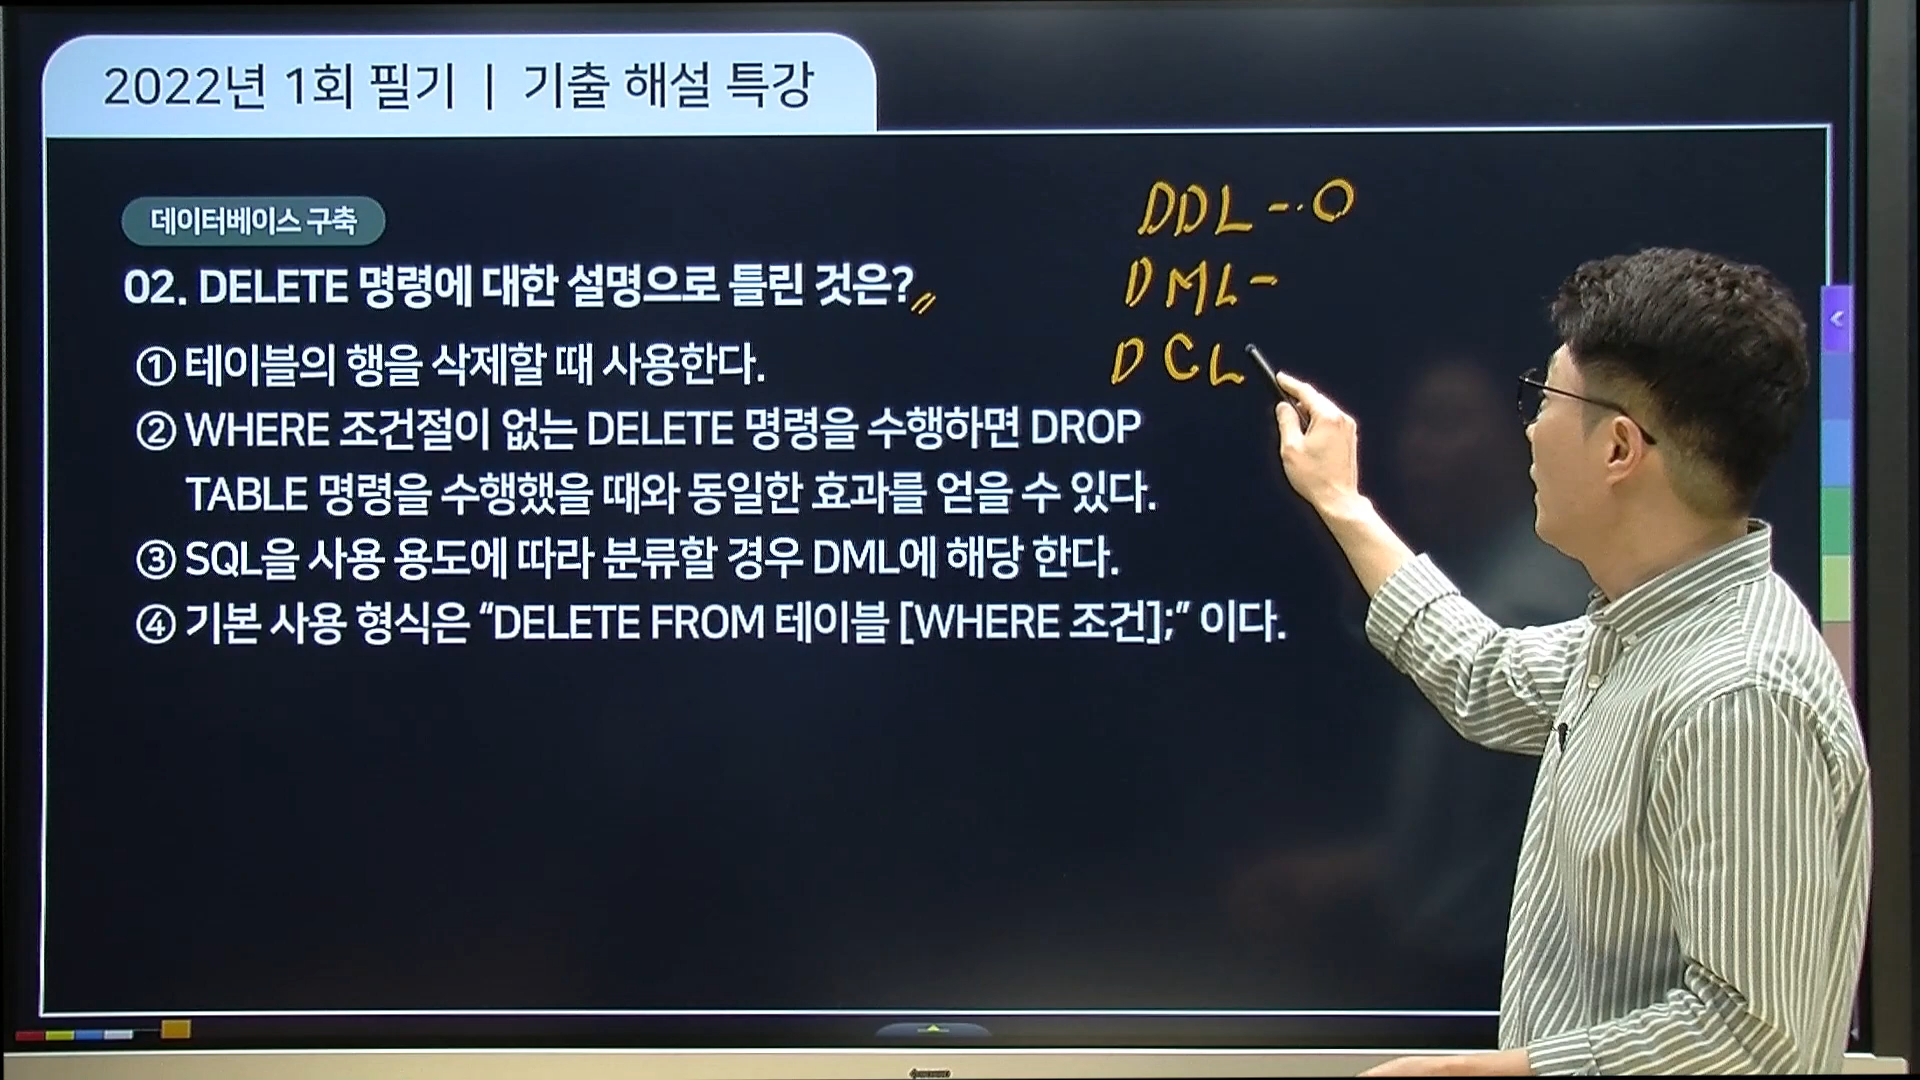 2022년 1회 필기 | 기출 해설 특강
데이터베이스 구축
02. DELETE 명령에 대한 설명으로 틀린 것은?
① 테이블의 행을 삭제할 때 사용한다.
② WHERE 조건절이 없는 DELETE 명령을 수행하면 DROP
TABLE 명령을 수행했을 때와 동일한 효과를 얻을 수 있다.
③ SQL을 사용 용도에 따라 분류할 경우 DML에 해당 한다.
④ 기본 사용 형식은 “DELETE FROM 테이블 [WHERE 조건];” 이다.
DDL - · O
DML -
DCL